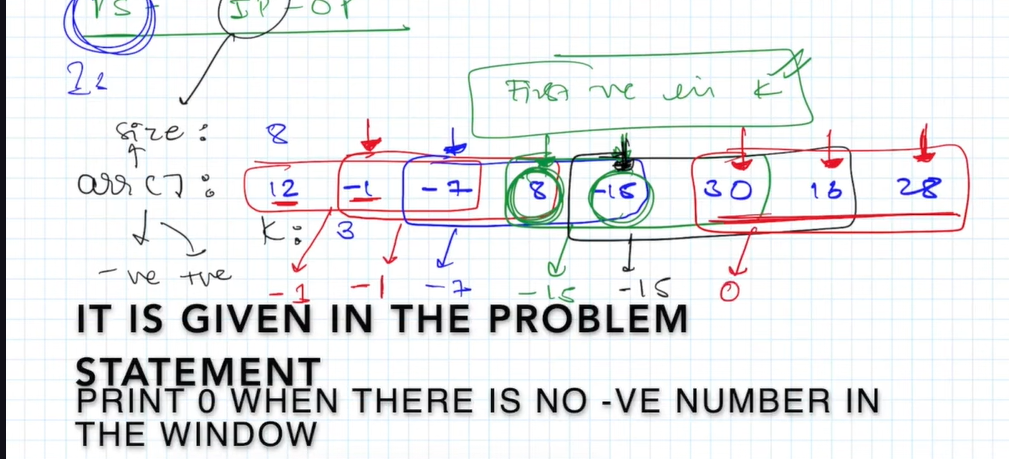 PS- IP-OP
First ve in K
size: 8
arr[]: 12 -1 -7 8 -15 30 16 28
K: 3
-ve +ve
-1 -1 -7 -15 -15 0
IT IS GIVEN IN THE PROBLEM
STATEMENT
PRINT 0 WHEN THERE IS NO -VE NUMBER IN
THE WINDOW